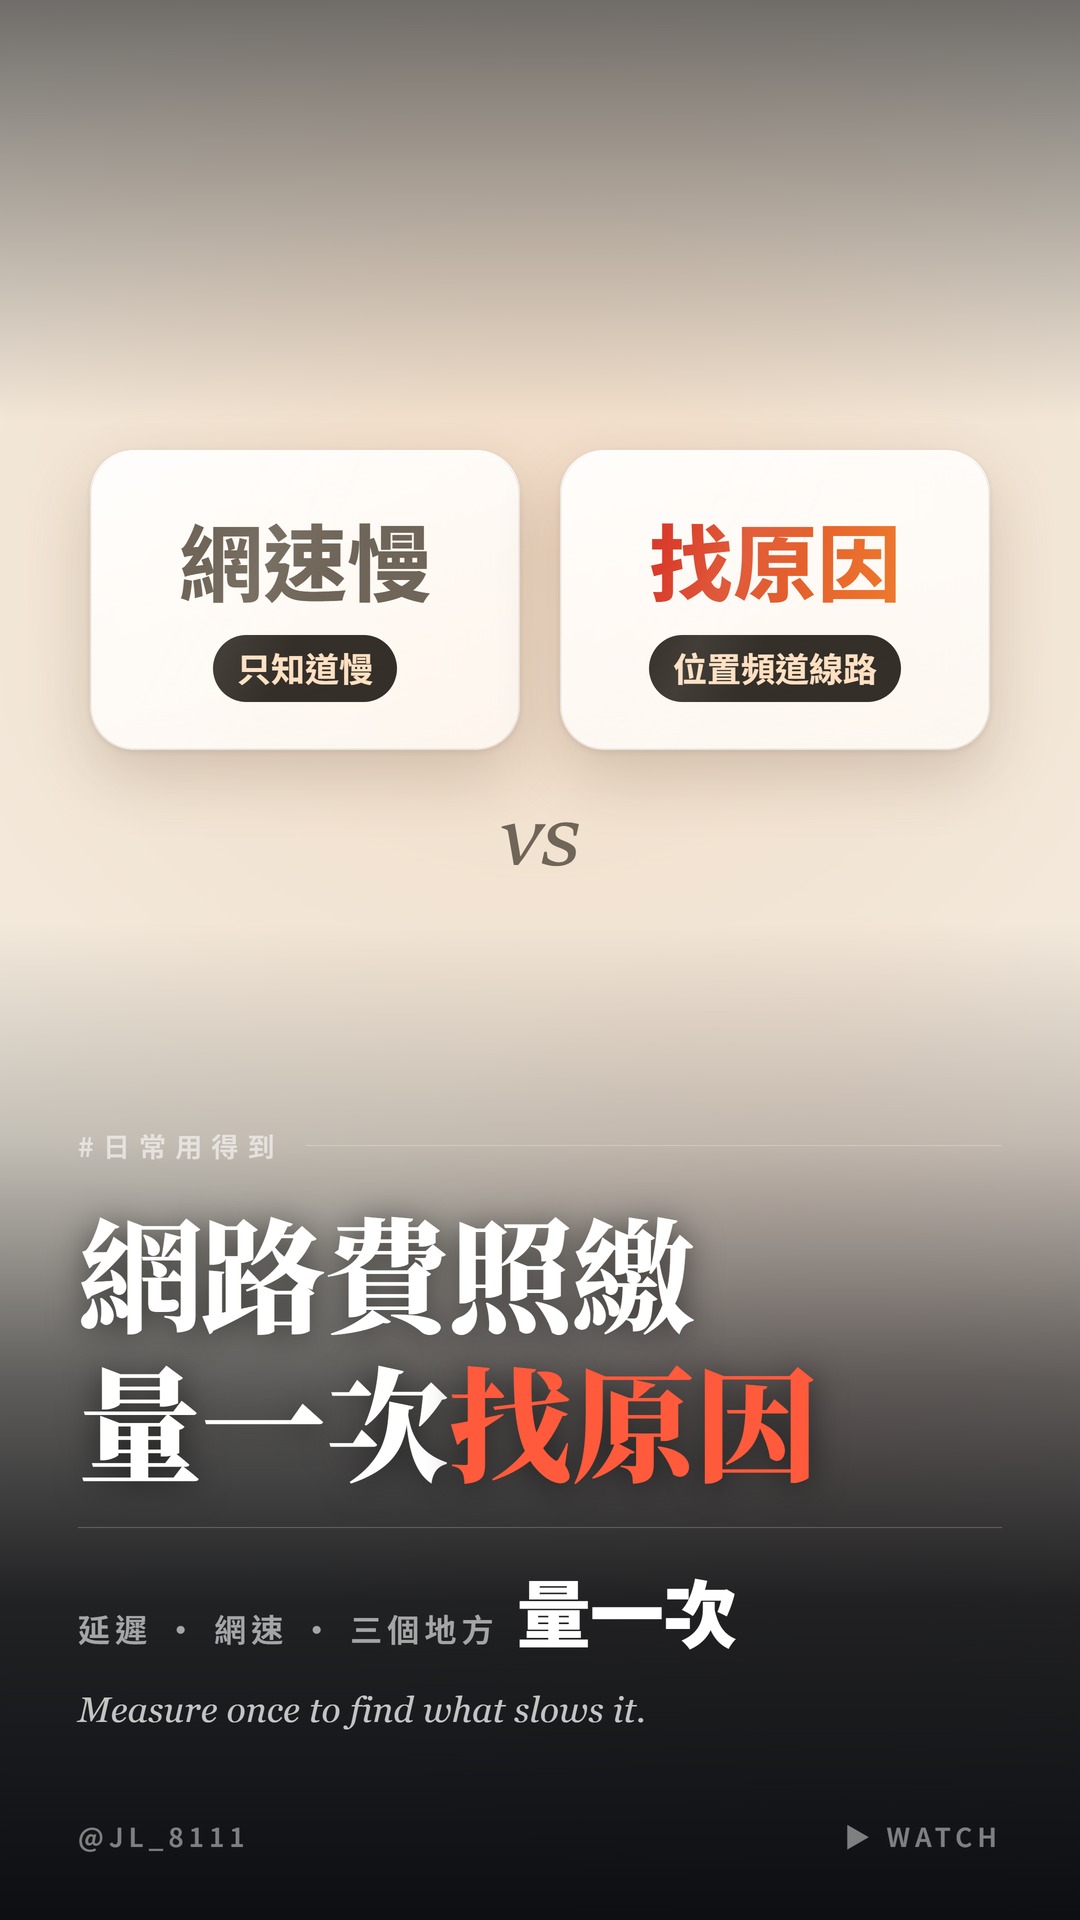 網速慢
只知道慢
找原因
位置頻道線路
vs
#日常用得到
網路費照繳
量一次找原因
延遲 • 網速 • 三個地方 量一次
Measure once to find what slows it.
@JL_8111
▶ WATCH